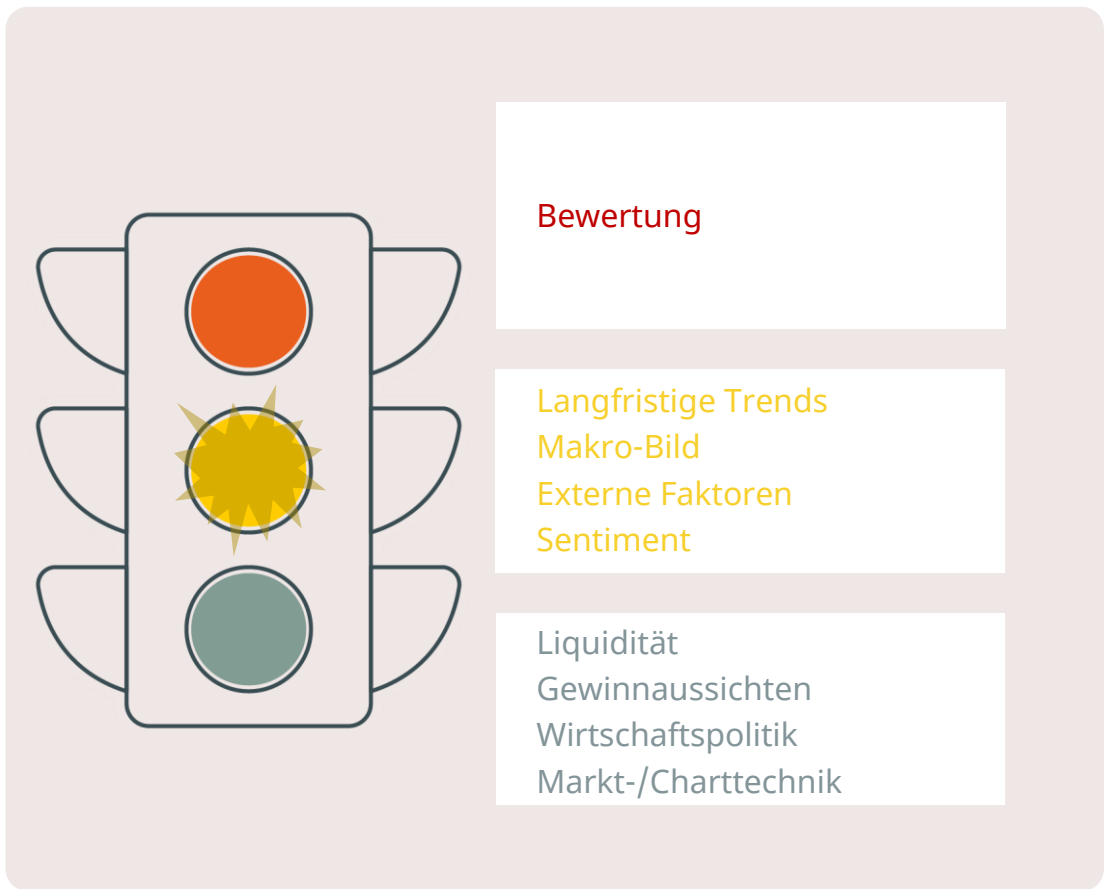 Bewertung
Langfristige Trends
Makro-Bild
Externe Faktoren
Sentiment
Liquidität
Gewinnaussichten
Wirtschaftspolitik
Markt-/Charttechnik